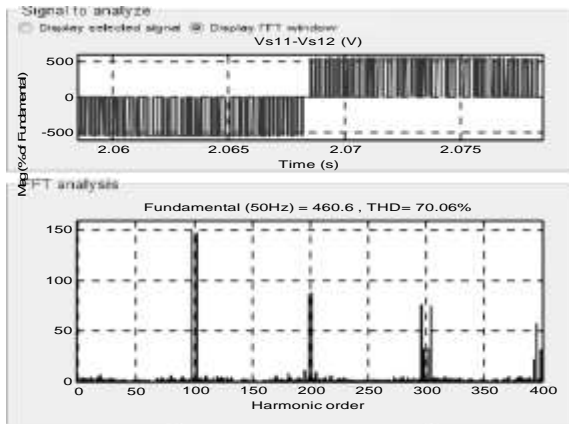 Signal to analyze
Display selected signal Display FFT window
Vs11-Vs12 (V)
500
0
-500
2.06 2.065 2.07 2.075
Time (s)
Mag (% of Fundamental)
FFT analysis
Fundamental (50Hz) = 460.6 , THD= 70.06%
150
100
50
0
0 50 100 150 200 250 300 350 400
Harmonic order